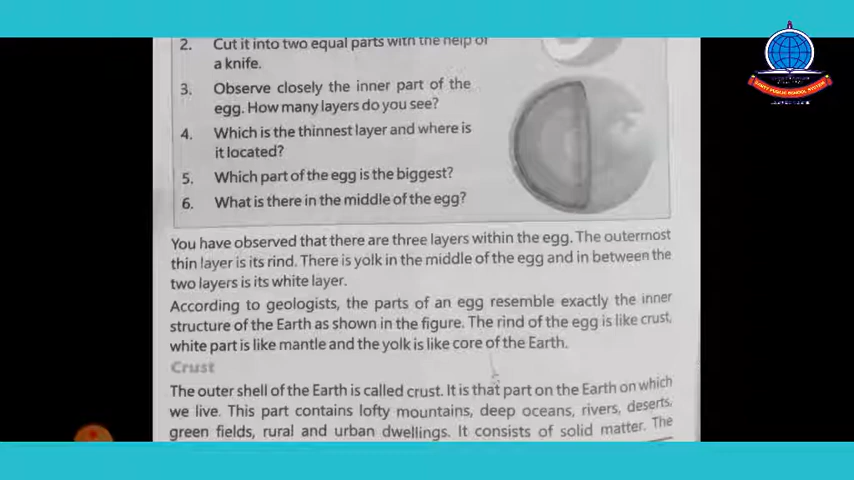 2. Cut it into two equal parts with the help of
a knife.
3. Observe closely the inner part of the
egg. How many layers do you see?
4. Which is the thinnest layer and where is
it located?
5. Which part of the egg is the biggest?
6. What is there in the middle of the egg?
You have observed that there are three layers within the egg. The outermost
thin layer is its rind. There is yolk in the middle of the egg and in between the
two layers is its white layer.
According to geologists, the parts of an egg resemble exactly the inner
structure of the Earth as shown in the figure. The rind of the egg is like crust,
white part is like mantle and the yolk is like core of the Earth.
Crust
The outer shell of the Earth is called crust. It is that part on the Earth on which
we live. This part contains lofty mountains, deep oceans, rivers, deserts,
green fields, rural and urban dwellings. It consists of solid matter. The
PUBLIC SCHOOL SYSTEM